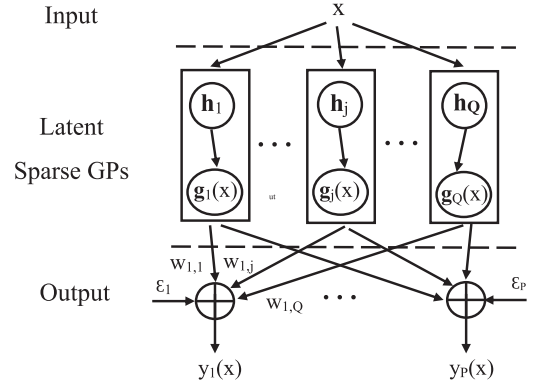 Input
x
h1
hj
hQ
Latent
Sparse GPs
...
...
g1(x)
ut
gj(x)
gQ(x)
w1,1
w1,j
Output
ε1
w1,Q
...
εP
y1(x)
yP(x)